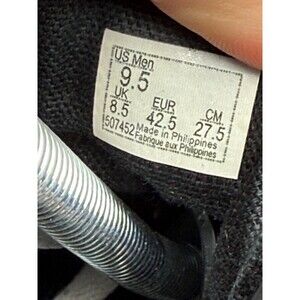 US Men
9.5
UK EUR CM
8.5 42.5 27.5
507452 Made in Philippines
Fabrique aux Philippines